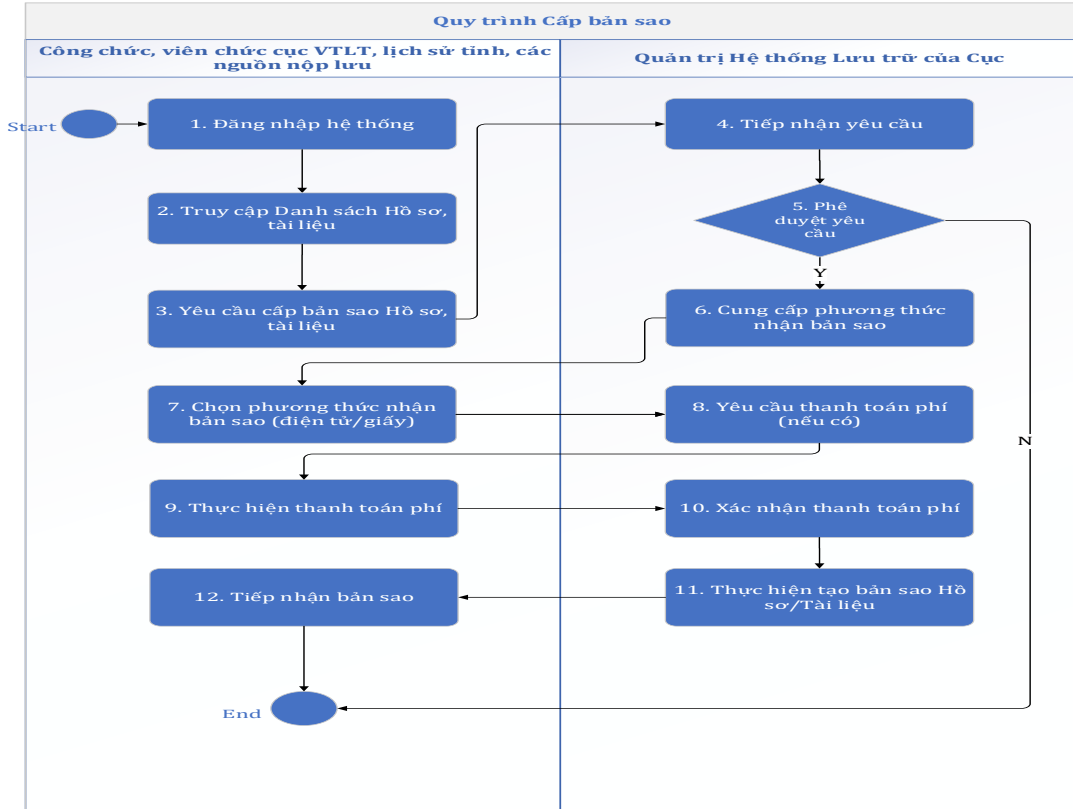 Quy trình Cấp bản sao
Công chức, viên chức cục VTLT, lịch sử tỉnh, các
nguồn nộp lưu
Quản trị Hệ thống Lưu trữ của Cục
Start
1. Đăng nhập hệ thống
4. Tiếp nhận yêu cầu
2. Truy cập Danh sách Hồ sơ,
tài liệu
5. Phê
duyệt yêu
cầu
Y
3. Yêu cầu cấp bản sao Hồ sơ,
tài liệu
6. Cung cấp phương thức
nhận bản sao
7. Chọn phương thức nhận
bản sao (điện tử/giấy)
8. Yêu cầu thanh toán phí
(nếu có)
N
9. Thực hiện thanh toán phí
10. Xác nhận thanh toán phí
12. Tiếp nhận bản sao
11. Thực hiện tạo bản sao Hồ
sơ/Tài liệu
End